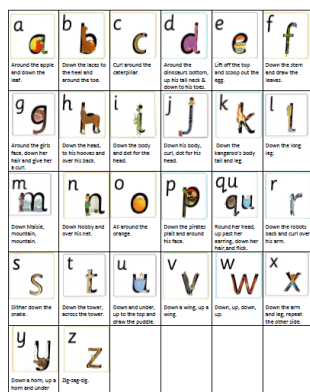 a b c d e f
Around the apple
and down the
leaf.
Down the laces to
the heel and
around the toe.
Curl around the
caterpillar.
Around the
dinosaurs bottom,
up his tall neck &
down to his toes.
Lift off the top
and scoop out the
egg.
Down the stem
and draw the
leaves.
g h i j k l
Around the girls
face, down her
hair and give her
a curl.
Down the head,
to his hooves and
over his back.
Down the body
and dot for the
head.
Down his body,
curl, dot for his
head.
Down the
kangaroo's body
tail and leg.
Down the long
leg.
m n o p qu r
Down Maisie,
mountain,
mountain.
Down Nobby and
over his net.
All around the
orange.
Down the pirates
plait and around
his face.
Round her head,
up past her
earring, down her
hair and flick.
Down the robots
back and curl over
his arm.
s t u v w x
Slither down the
snake.
Down the tower,
across the tower.
Down and under,
up to the top and
draw the puddle.
Down a wing, up a
wing.
Down, up, down,
up.
Down the arm
and leg, repeat
the other side.
y z
Down a horn, up a
horn and under
Zig-zag-zig.